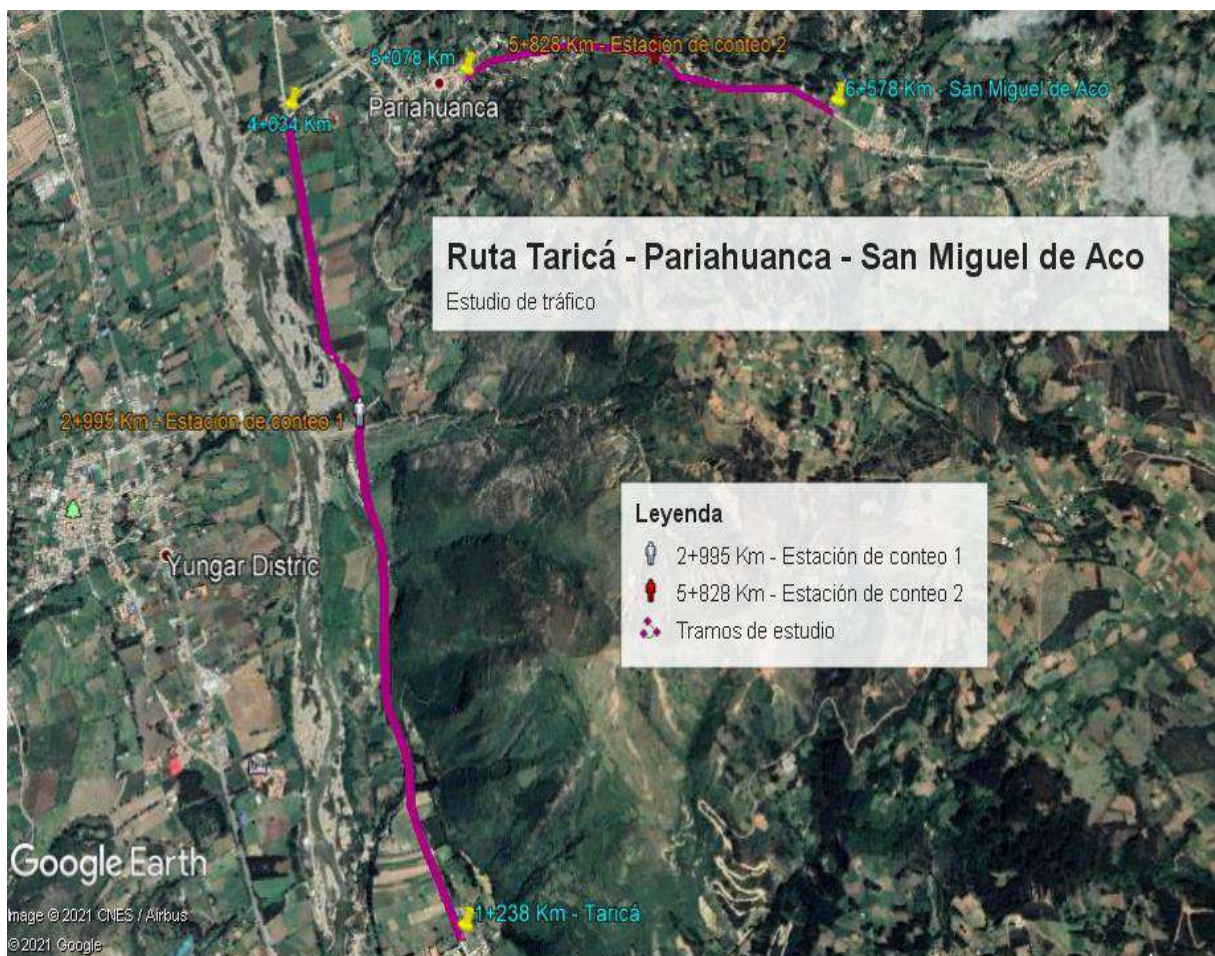 5+828 Km - Estación de conteo 2
5+078 Km
Pariahuanca
6+578 Km - San Miguel de Aco
4+034 Km
Ruta Taricá - Pariahuanca - San Miguel de Aco
Estudio de tráfico
2+995 Km - Estación de conteo 1
Leyenda
2+995 Km - Estación de conteo 1
5+828 Km - Estación de conteo 2
Tramos de estudio
Yungar Distric
Google Earth
1+238 Km - Taricá
Image © 2021 CNES / Airbus
© 2021 Google